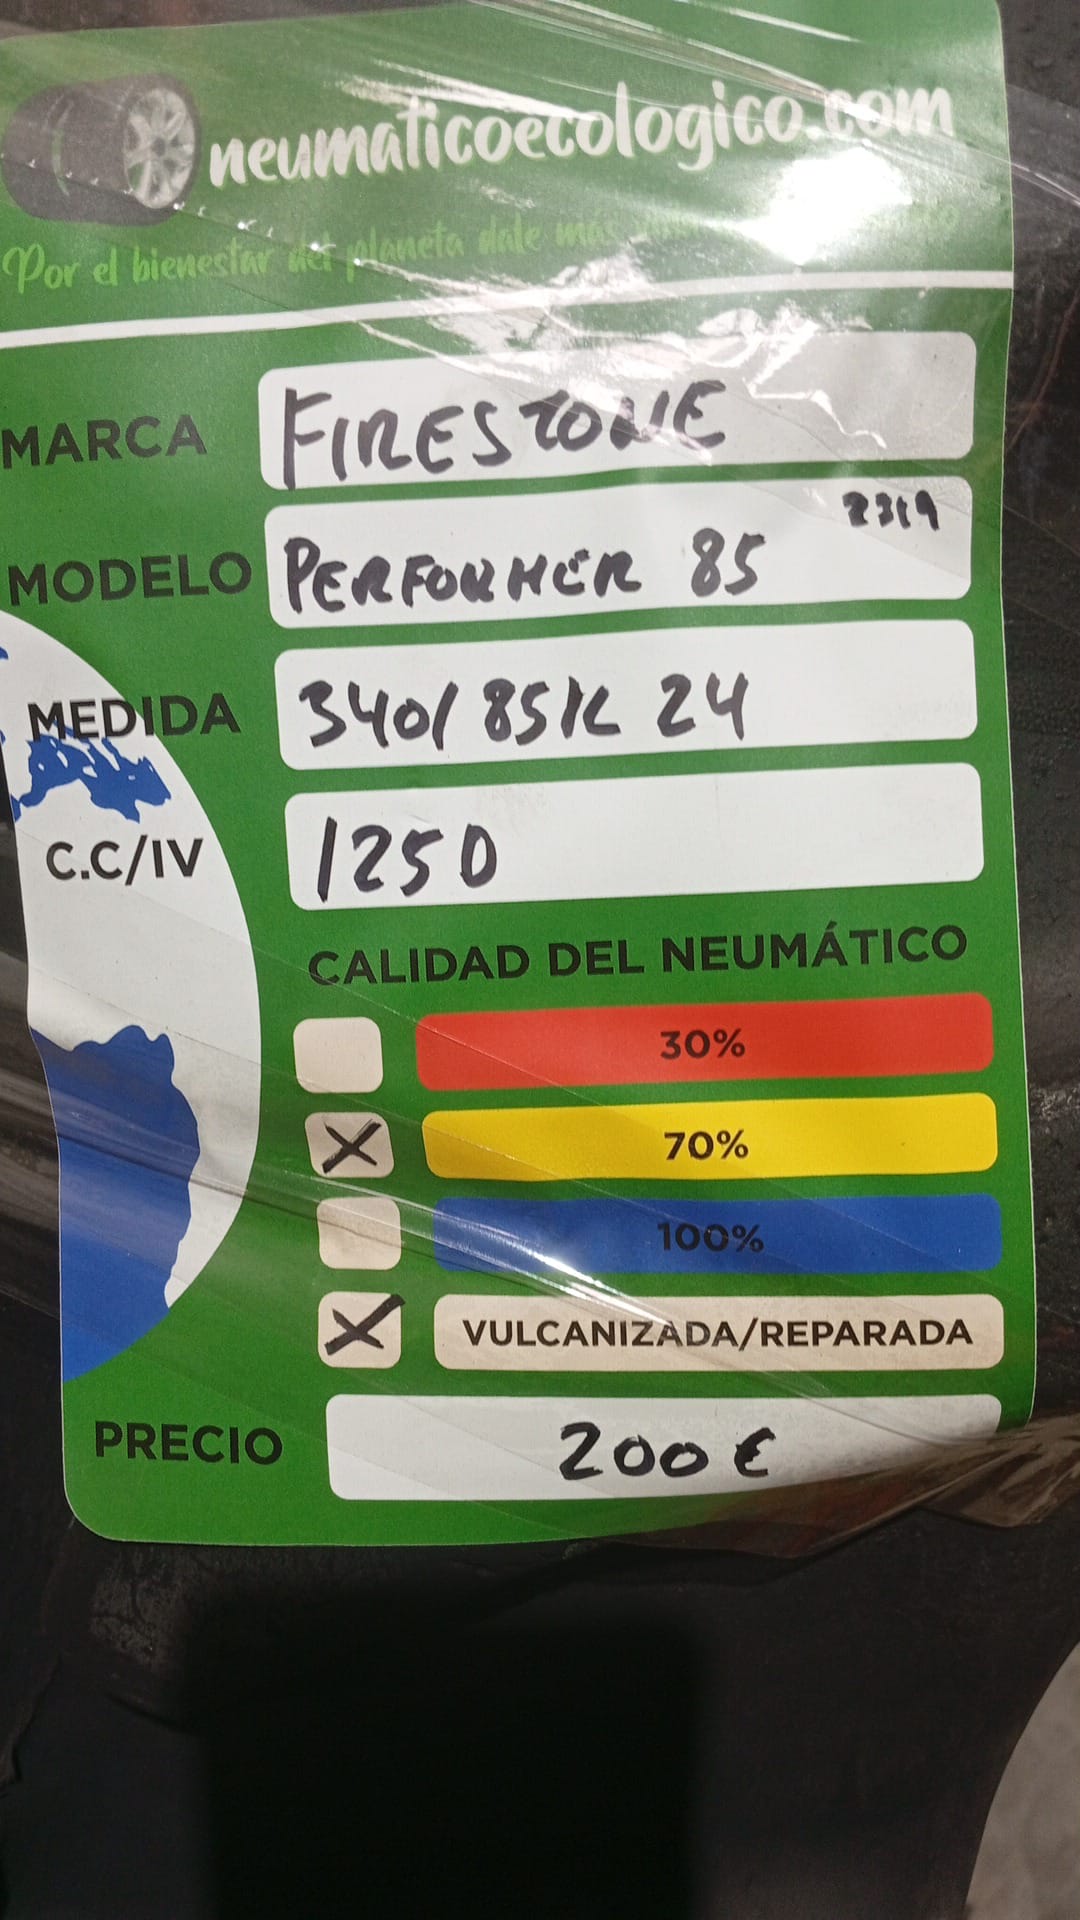 neumaticoecologico.com
Por el bienestar del planeta dale más
MARCA FIRESTONE
2319
MODELO PERFORMER 85
MEDIDA 340/85R 24
C.C/IV 125D
CALIDAD DEL NEUMÁTICO
30%
X 70%
100%
X VULCANIZADA/REPARADA
PRECIO 200 €